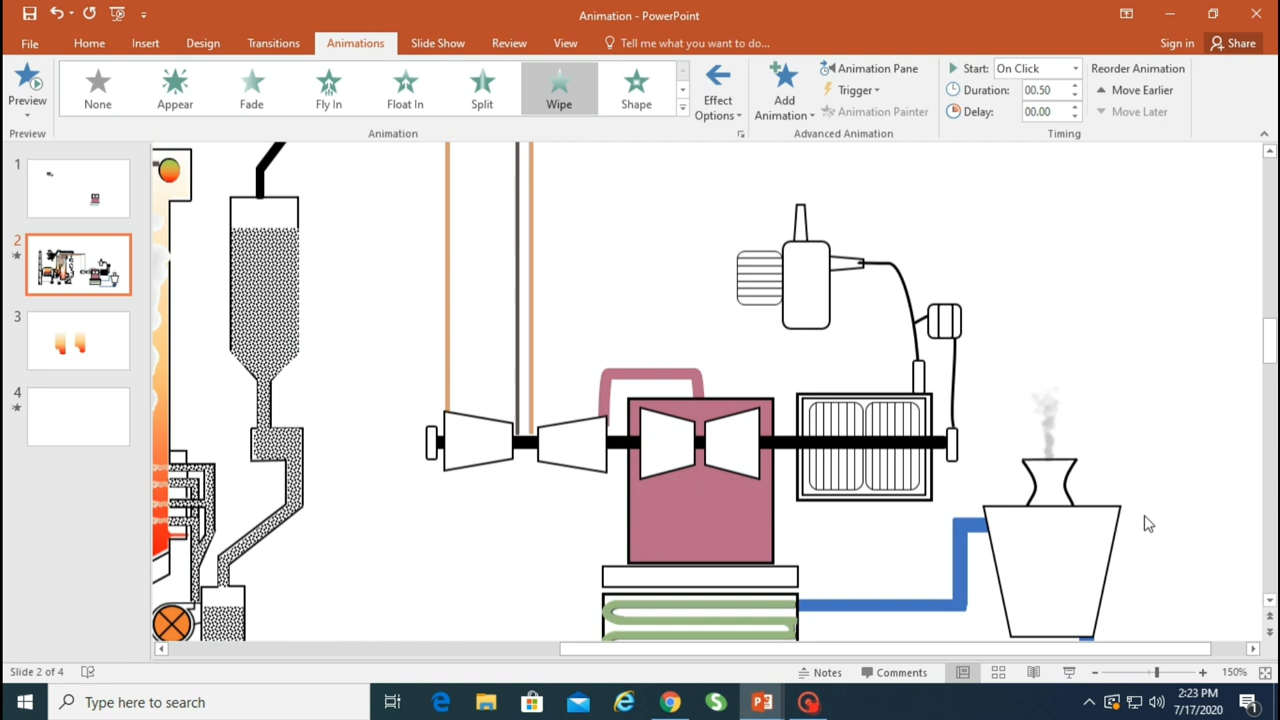 Animation - PowerPoint
File Home Insert Design Transitions Animations Slide Show Review View Tell me what you want to do... Sign in Share
Preview
None Appear Fade Fly In Float In Split Wipe Shape
Effect Options
Add Animation
Animation Pane
Trigger
Animation Painter
Start: On Click
Duration: 00.50
Delay: 00.00
Reorder Animation
Move Earlier
Move Later
Preview Animation Advanced Animation Timing
1
2
3
4
Slide 2 of 4 Notes Comments 150%
Type here to search
2:23 PM
7/17/2020
1